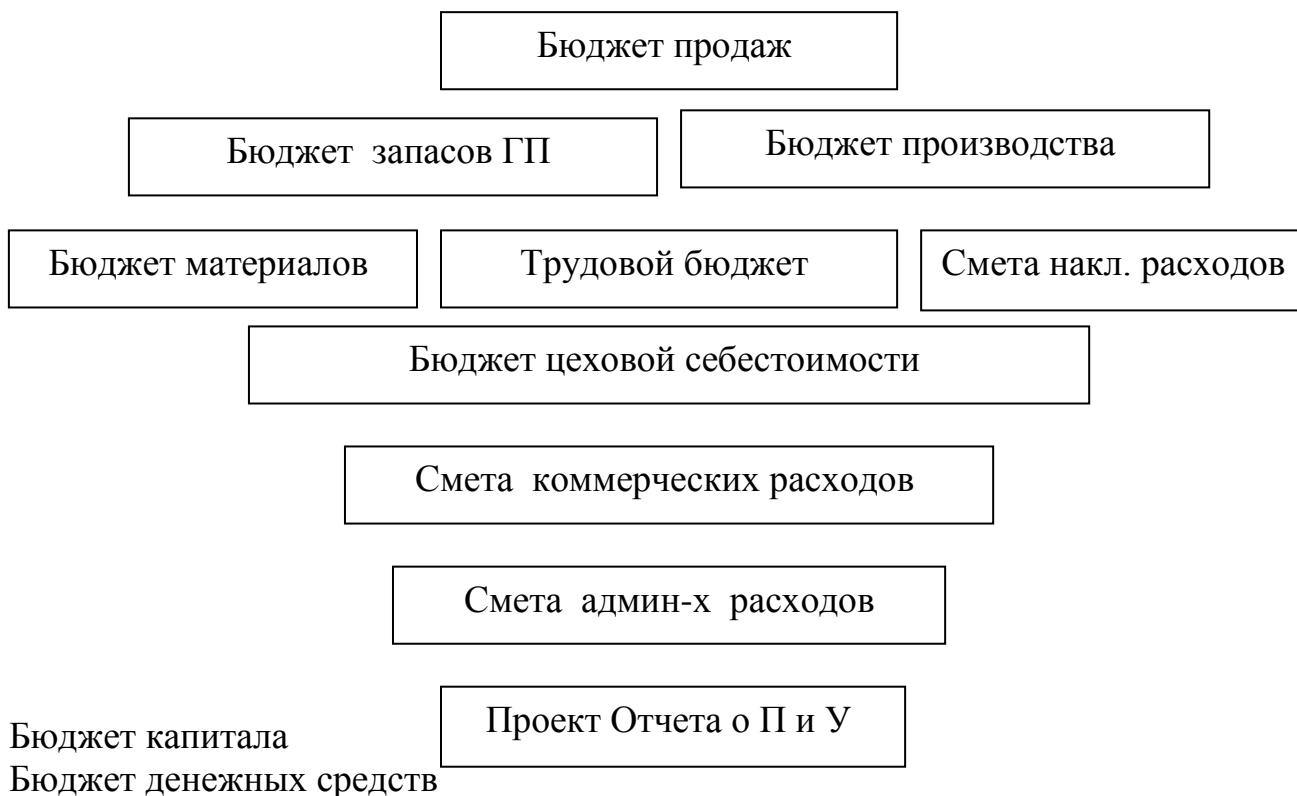 Бюджет продаж
Бюджет запасов ГП
Бюджет производства
Бюджет материалов
Трудовой бюджет
Смета накл. расходов
Бюджет цеховой себестоимости
Смета коммерческих расходов
Смета админ-х расходов
Проект Отчета о П и У
Бюджет капитала
Бюджет денежных средств